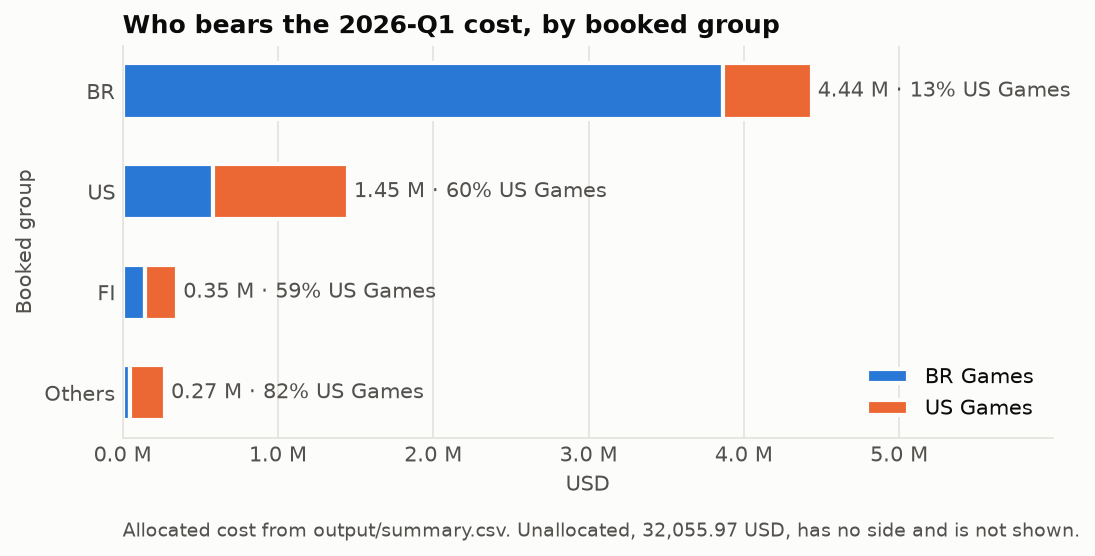 Who bears the 2026-Q1 cost, by booked group
Booked group
BR
4.44 M · 13% US Games
US
1.45 M · 60% US Games
FI
0.35 M · 59% US Games
Others
0.27 M · 82% US Games
BR Games
US Games
0.0 M 1.0 M 2.0 M 3.0 M 4.0 M 5.0 M
USD
Allocated cost from output/summary.csv. Unallocated, 32,055.97 USD, has no side and is not shown.